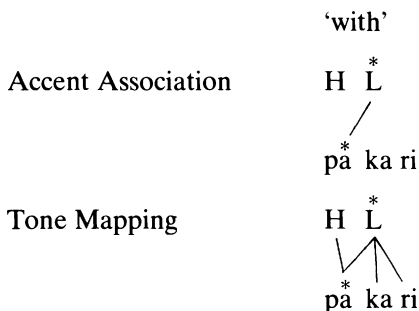 ‘with’
*
Accent Association H L
*
pa ka ri
*
Tone Mapping H L
*
pa ka ri